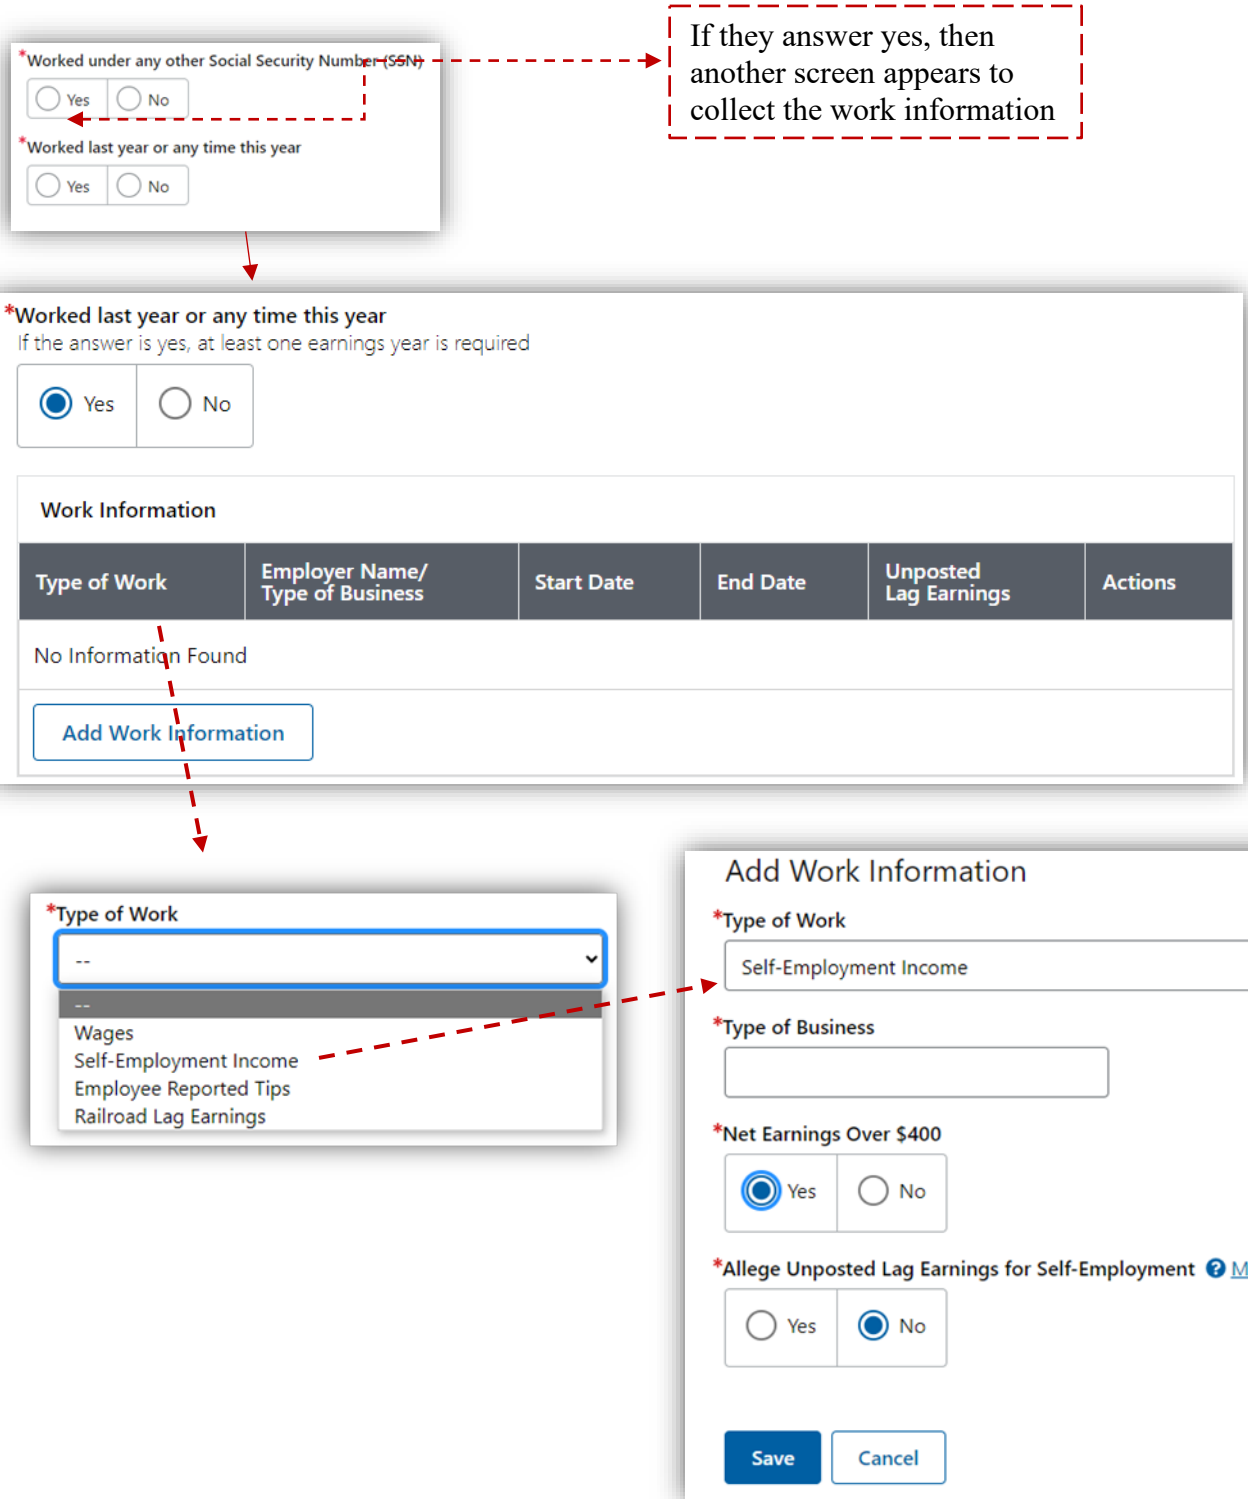 *Worked under any other Social Security Number (SSN)
Yes No
*Worked last year or any time this year
Yes No
If they answer yes, then
another screen appears to
collect the work information
*Worked last year or any time this year
If the answer is yes, at least one earnings year is required
Yes No
Work Information
Type of Work
Employer Name/
Type of Business
Start Date
End Date
Unposted
Lag Earnings
Actions
No Information Found
Add Work Information
*Type of Work
--
--
Wages
Self-Employment Income
Employee Reported Tips
Railroad Lag Earnings
Add Work Information
*Type of Work
Self-Employment Income
*Type of Business
*Net Earnings Over $400
Yes No
*Allege Unposted Lag Earnings for Self-Employment ? M
Yes No
Save Cancel